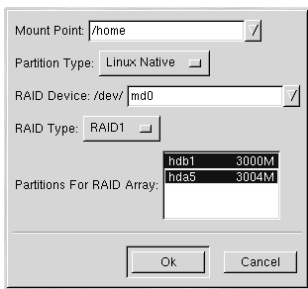 Mount Point: /home
Partition Type: Linux Native
RAID Device: /dev/ md0
RAID Type: RAID1
hdb1 3000M
hda5 3004M
Partitions For RAID Array:
Ok Cancel